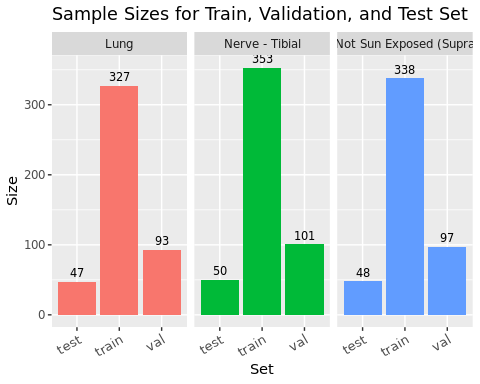 Sample Sizes for Train, Validation, and Test Set
Lung
Nerve - Tibial
Not Sun Exposed (Supra
Size
300
200
100
0
47
327
93
50
353
101
48
338
97
test
train
val
test
train
val
test
train
val
Set